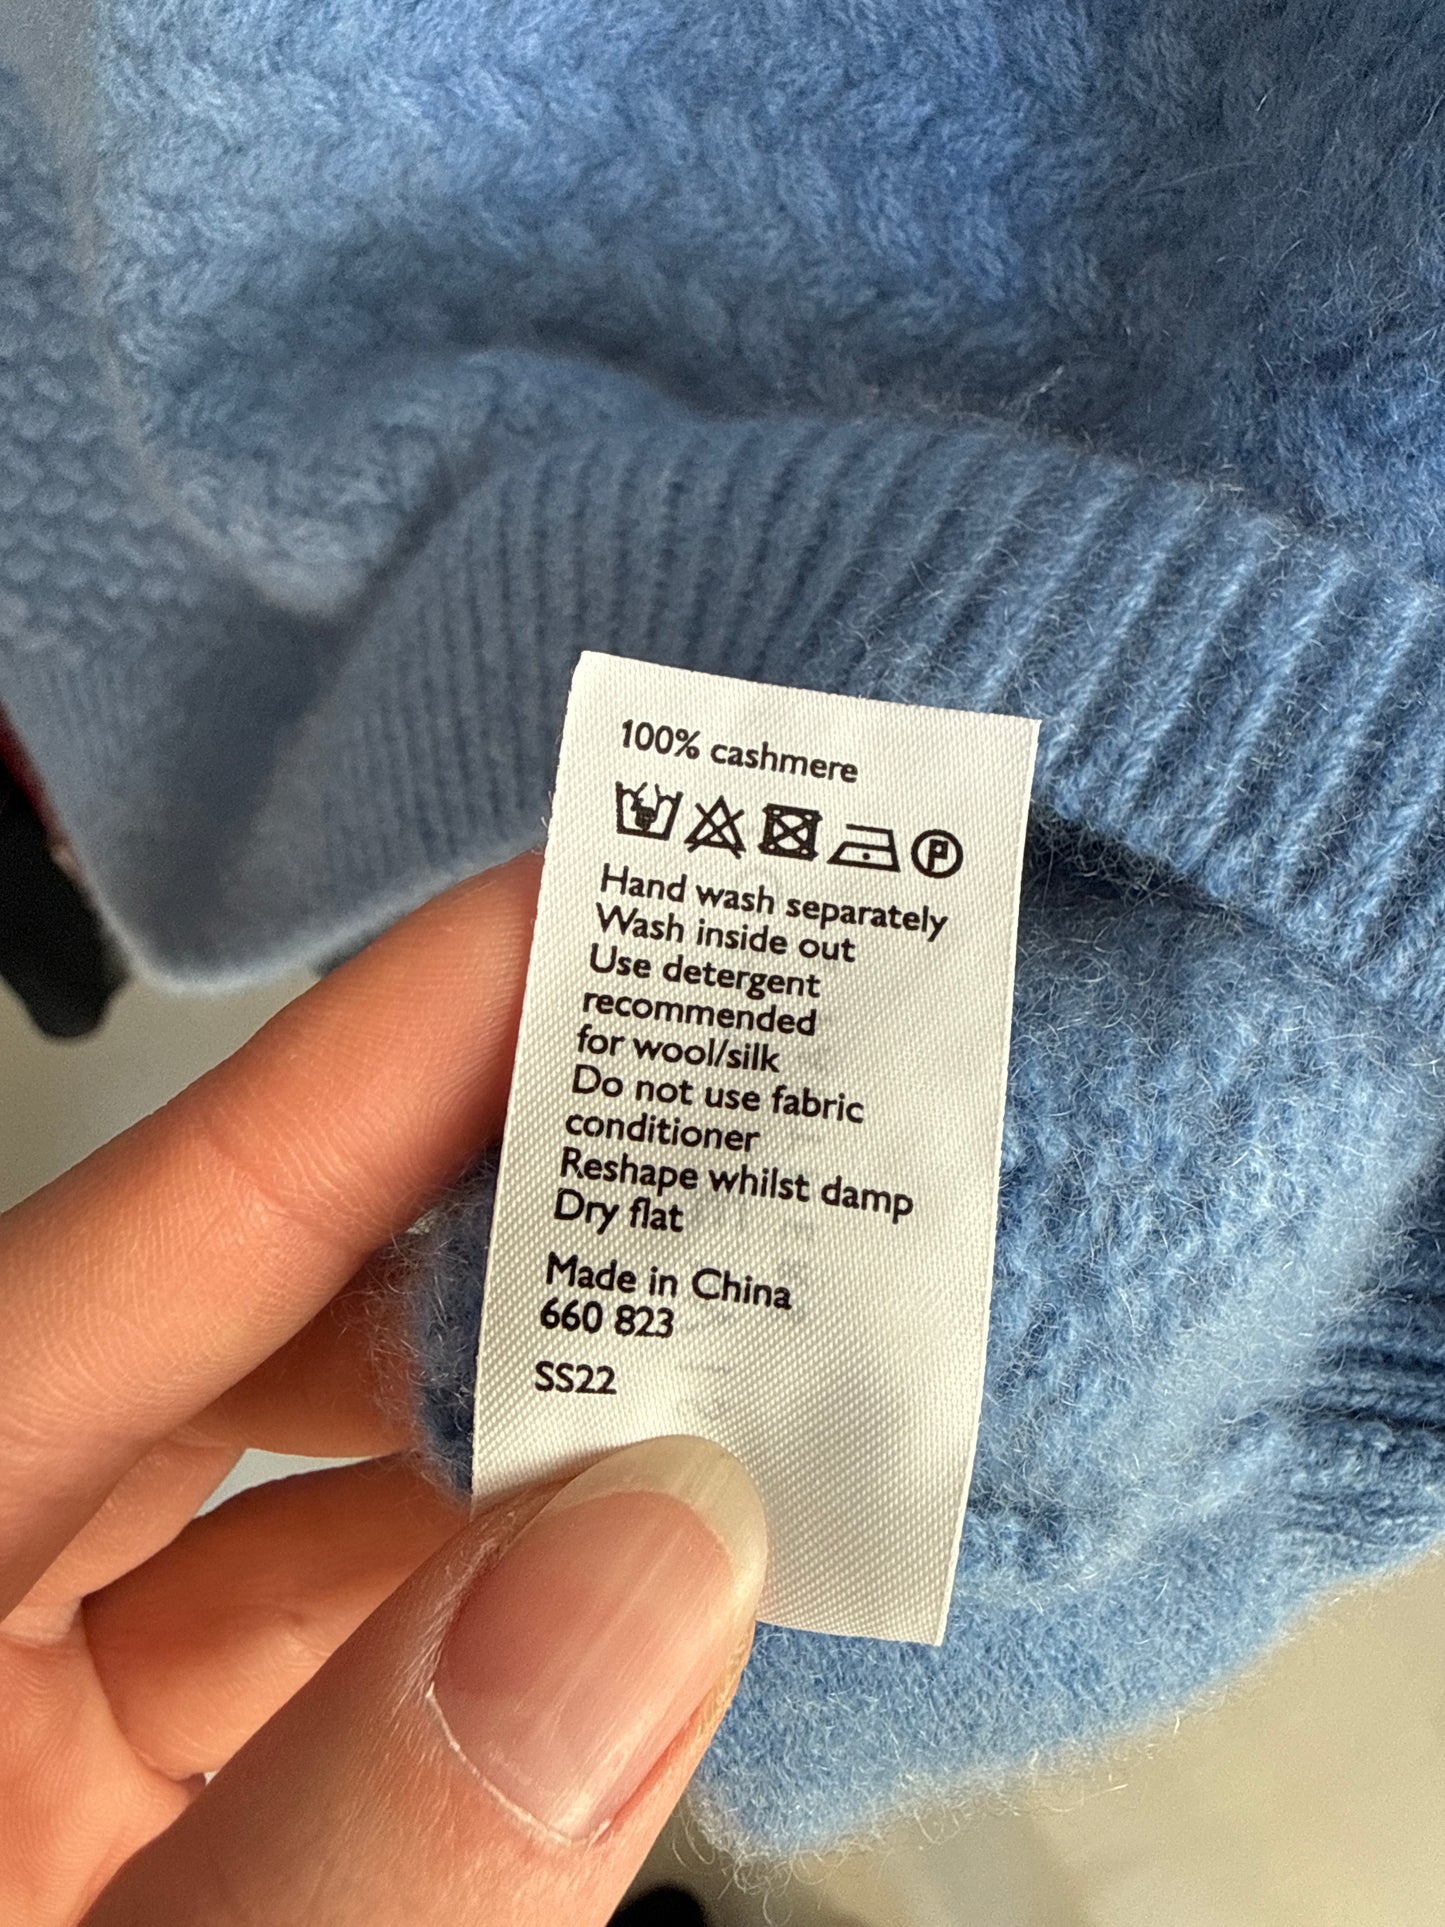 100% cashmere
P
Hand wash separately
Wash inside out
Use detergent
recommended
for wool/silk
Do not use fabric
conditioner
Reshape whilst damp
Dry flat
Made in China
660 823
SS22